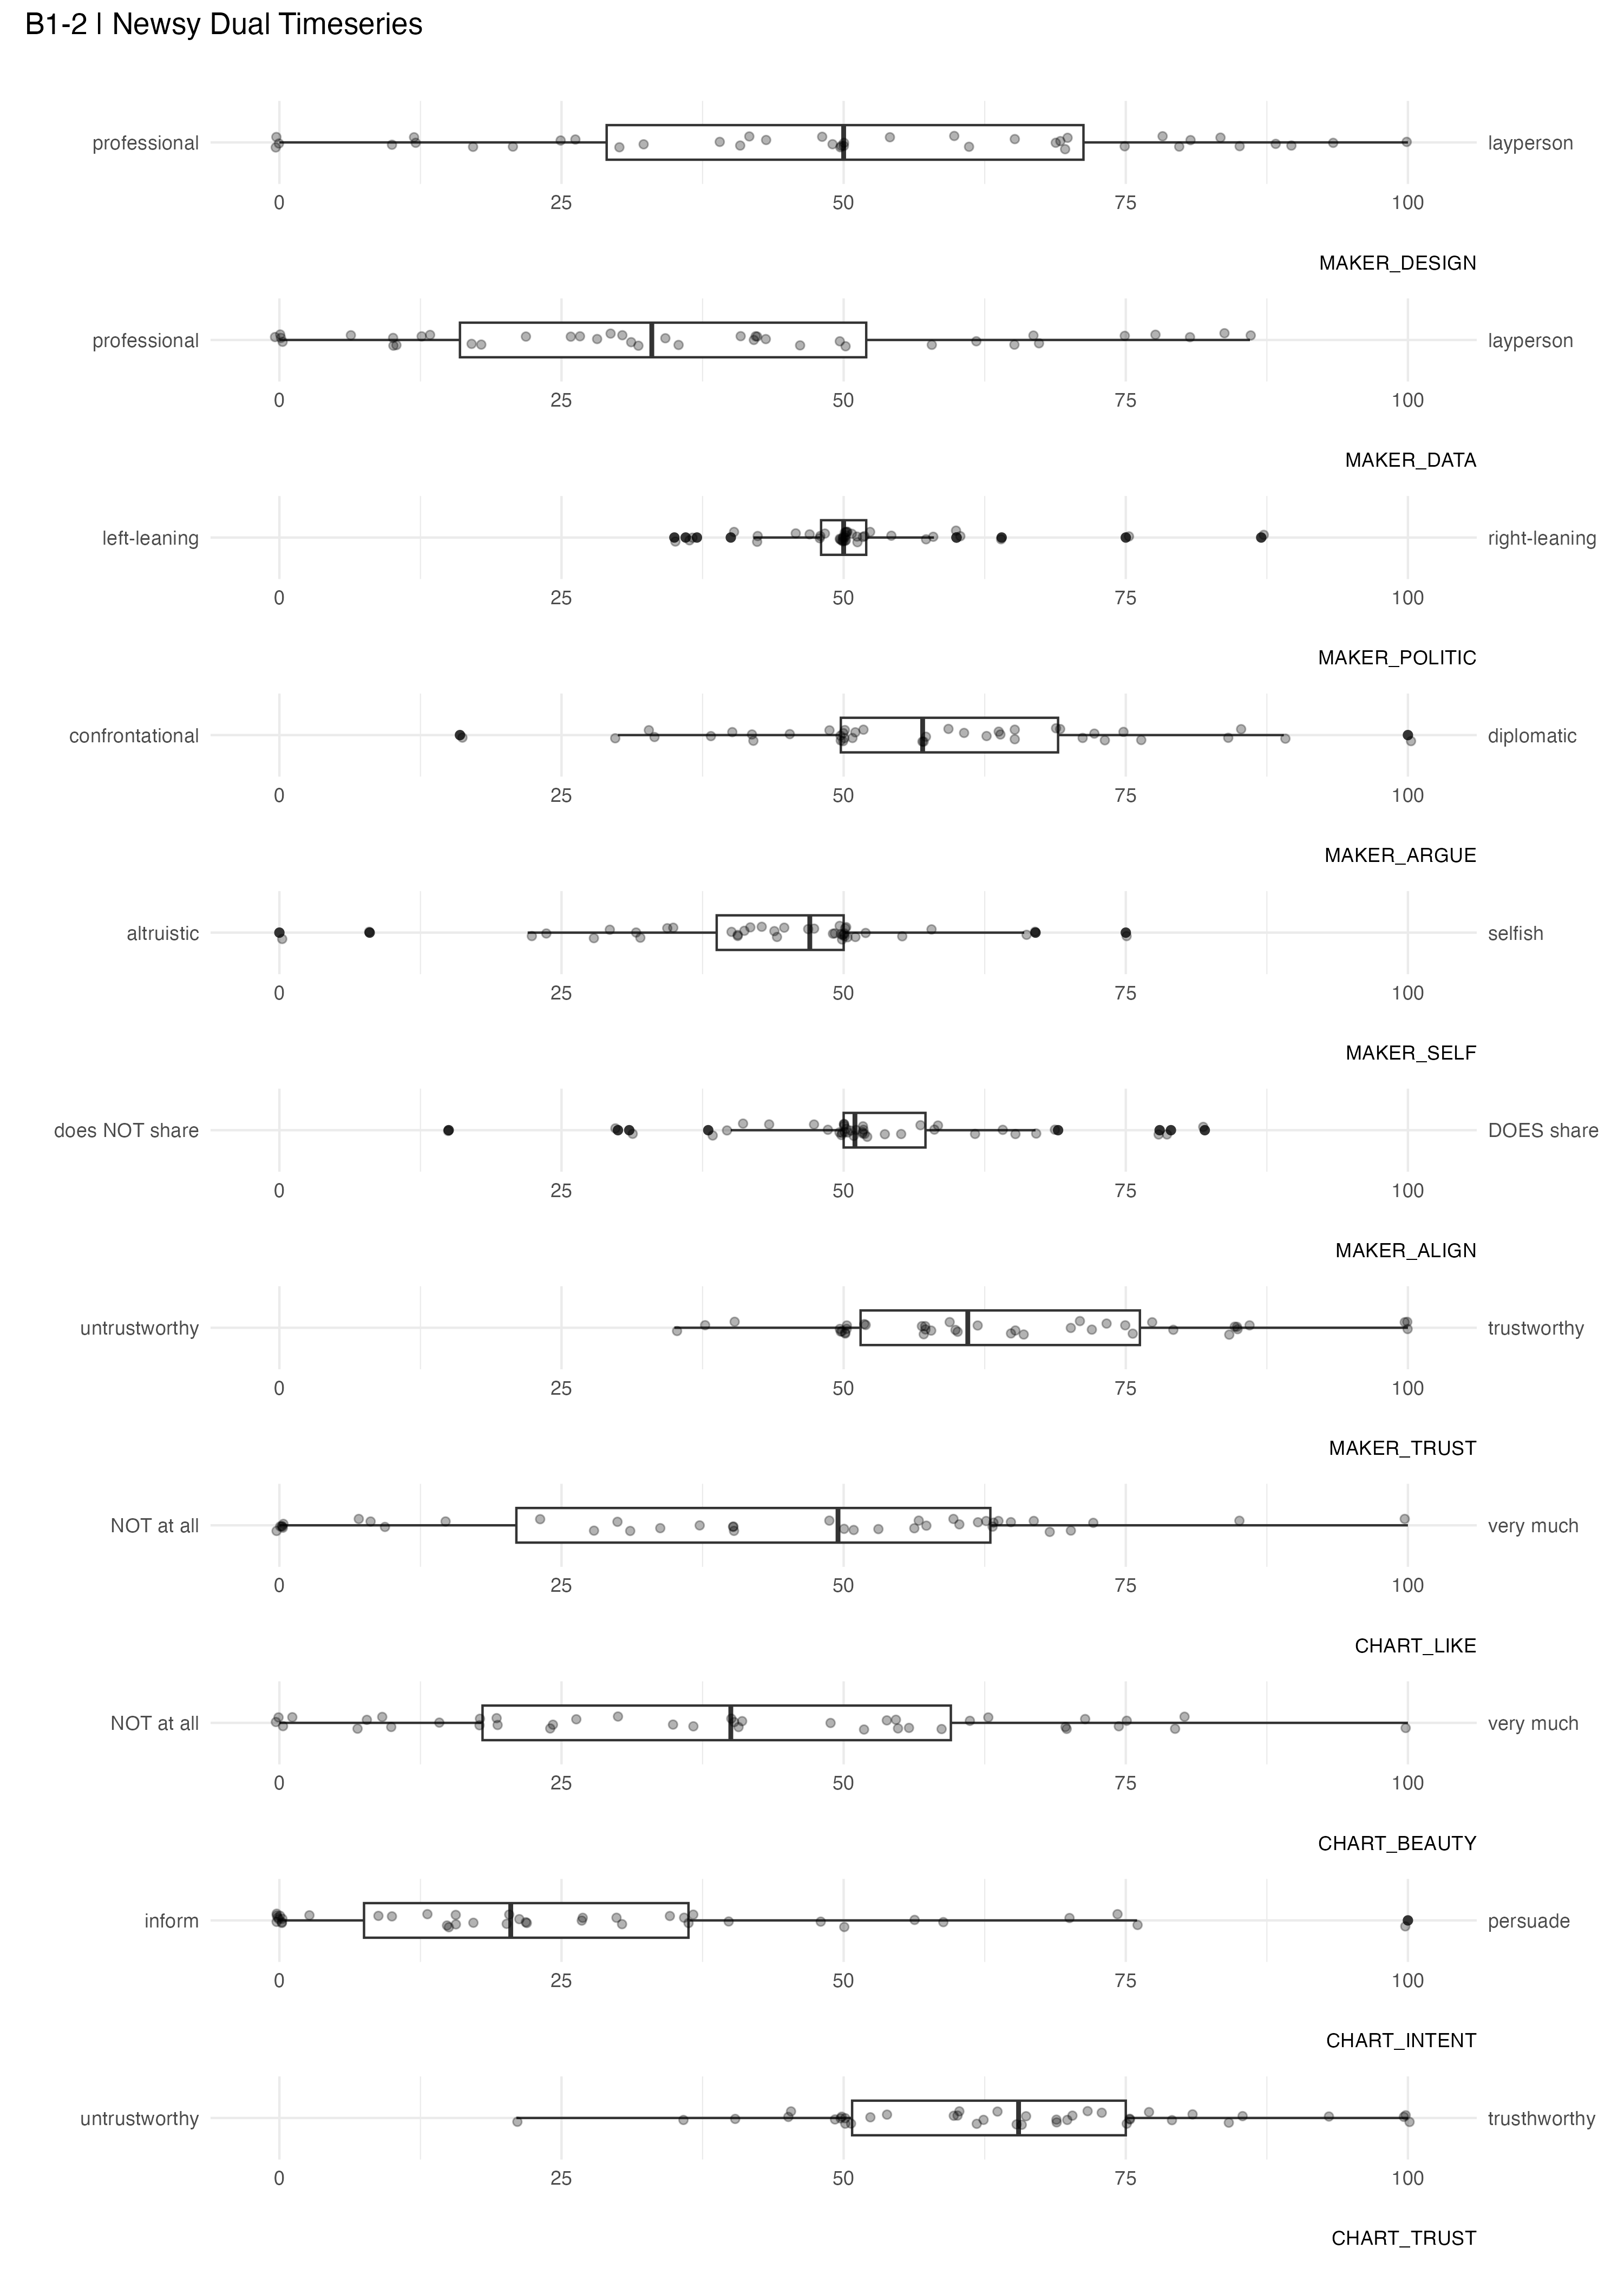 B1-2 | Newsy Dual Timeseries
professional layperson
0 25 50 75 100
MAKER_DESIGN
professional layperson
0 25 50 75 100
MAKER_DATA
left-leaning right-leaning
0 25 50 75 100
MAKER_POLITIC
confrontational diplomatic
0 25 50 75 100
MAKER_ARGUE
altruistic selfish
0 25 50 75 100
MAKER_SELF
does NOT share DOES share
0 25 50 75 100
MAKER_ALIGN
untrustworthy trustworthy
0 25 50 75 100
MAKER_TRUST
NOT at all very much
0 25 50 75 100
CHART_LIKE
NOT at all very much
0 25 50 75 100
CHART_BEAUTY
inform persuade
0 25 50 75 100
CHART_INTENT
untrustworthy trusthworthy
0 25 50 75 100
CHART_TRUST